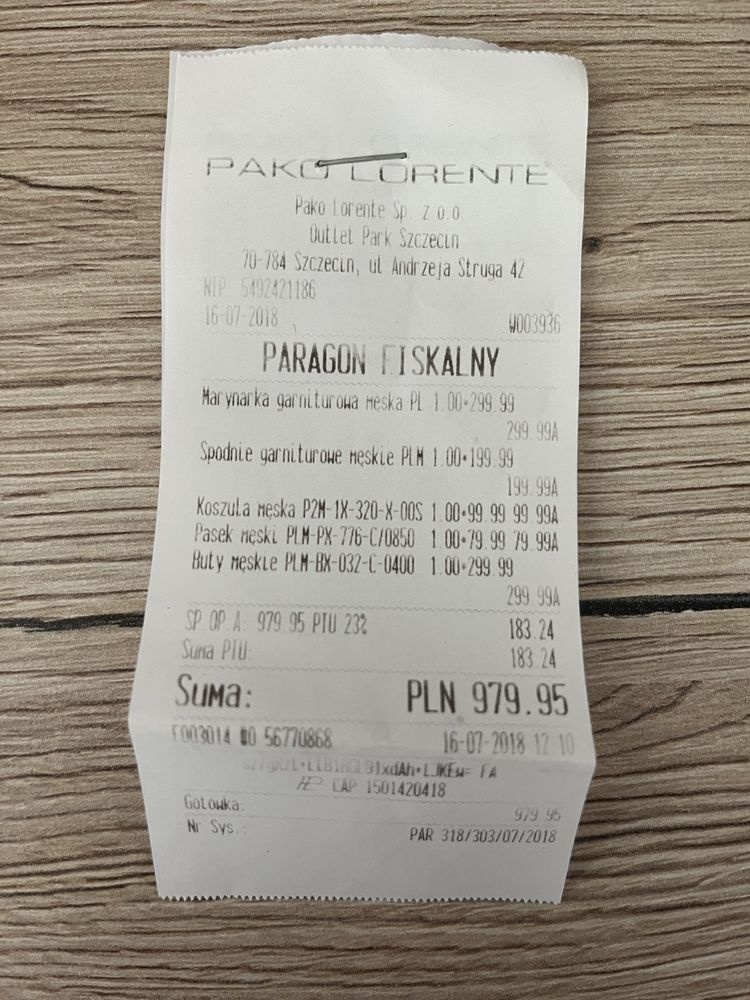 PAKO LORENTE
Pako Lorente Sp. z o.o.
Outlet Park Szczecin
70-784 Szczecin, ul Andrzeja Struga 42
NIP: 5492421186
16-07-2018 W003936
PARAGON FISKALNY
Marynarka garniturowa męska PL 1.00*299.99
299.99A
Spodnie garniturowe męskie PLM 1.00*199.99
199.99A
Koszula męska P2M-1X-320-X-00S 1.00*99.99 99.99A
Pasek męski PLM-PX-776-C/0850 1.00*79.99 79.99A
Buty męskie PLM-BX-032-C-0400 1.00*299.99
299.99A
SP.OP.A: 979.95 PTU 23% 183.24
Suma PTU: 183.24
Suma: PLN 979.95
F003014 #0 56770868 16-07-2018 12:10
FA
CAP 1501420418
Gotówka: 979.95
Nr Sys.: PAR 318/303/07/2018